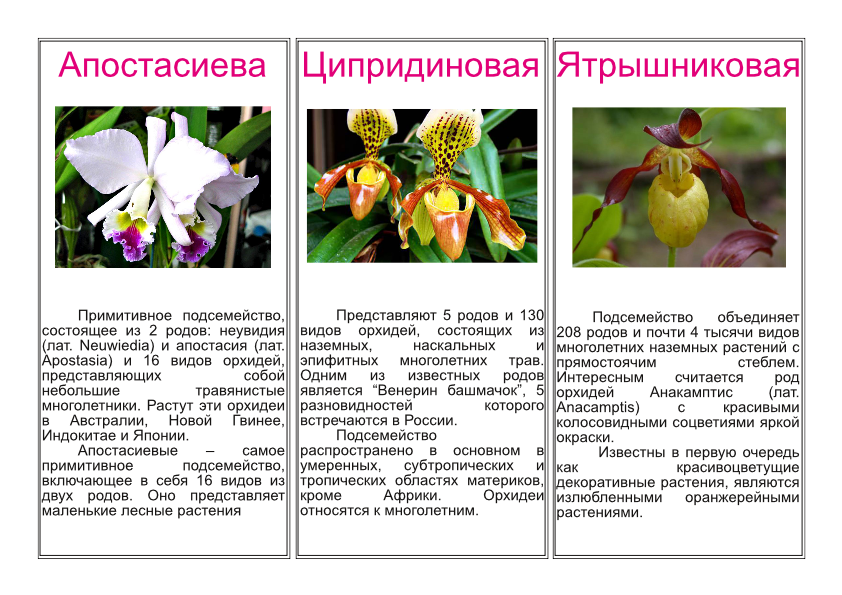 Апостасиева
Примитивное подсемейство,
состоящее из 2 родов: неувидия
(лат. Neuwiedia) и апостасия (лат.
Apostasia) и 16 видов орхидей,
представляющих собой
небольшие травянистые
многолетники. Растут эти орхидеи
в Австралии, Новой Гвинее,
Индокитае и Японии.
Апостасиевые – самое
примитивное подсемейство,
включающее в себя 16 видов из
двух родов. Оно представляет
маленькие лесные растения
Ципридиновая
Представляют 5 родов и 130
видов орхидей, состоящих из
наземных, наскальных и
эпифитных многолетних трав.
Одним из известных родов
является “Венерин башмачок”, 5
разновидностей которого
встречаются в России.
Подсемейство
распространено в основном в
умеренных, субтропических и
тропических областях материков,
кроме Африки. Орхидеи
относятся к многолетним.
Ятрышниковая
Подсемейство объединяет
208 родов и почти 4 тысячи видов
многолетних наземных растений с
прямостоячим стеблем.
Интересным считается род
орхидей Анакамптис (лат.
Anacamptis) с красивыми
колосовидными соцветиями яркой
окраски.
Известны в первую очередь
как красивоцветущие
декоративные растения, являются
излюбленными оранжерейными
растениями.